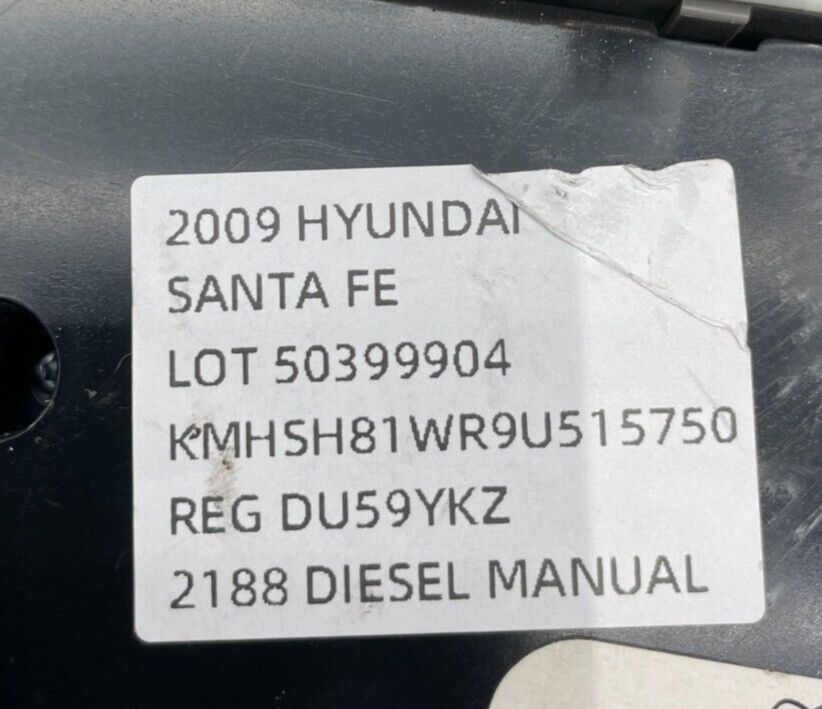 2009 HYUNDAI
SANTA FE
LOT 50399904
KMHSH81WR9U515750
REG DU59YKZ
2188 DIESEL MANUAL